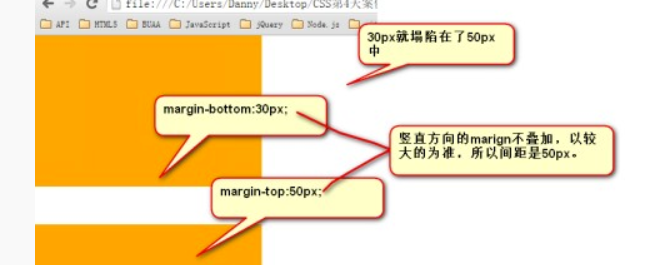 file:///C:/Users/Danny/Desktop/CSS第4天案
API HTML5 BUAA JavaScript jQuery Node.js
30px就塌陷在了50px
中
margin-bottom:30px;
竖直方向的marign不叠加，以较
大的为准。所以间距是50px。
margin-top:50px;